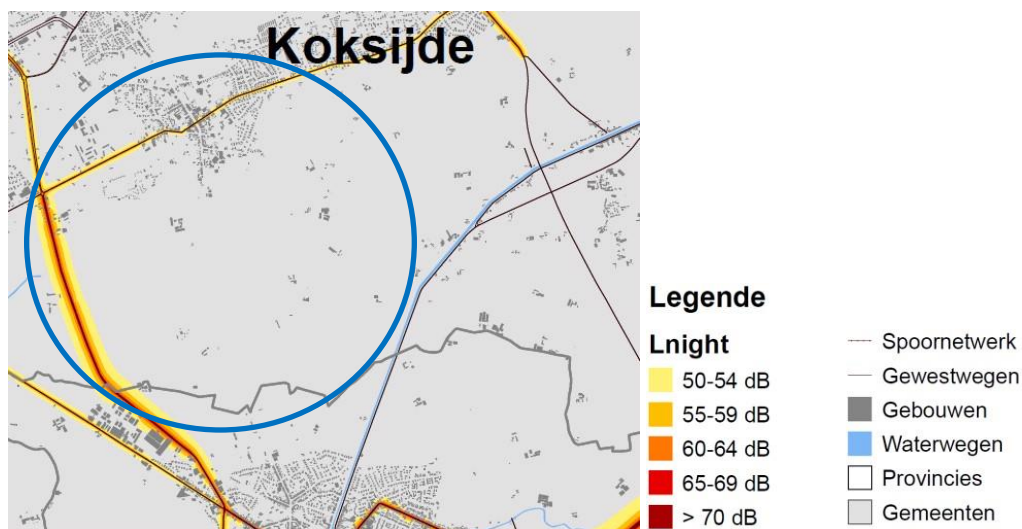 Koksijde
Legende
Lnight
50-54 dB
55-59 dB
60-64 dB
65-69 dB
> 70 dB
Spoornetwerk
Gewestwegen
Gebouwen
Waterwegen
Provincies
Gemeenten